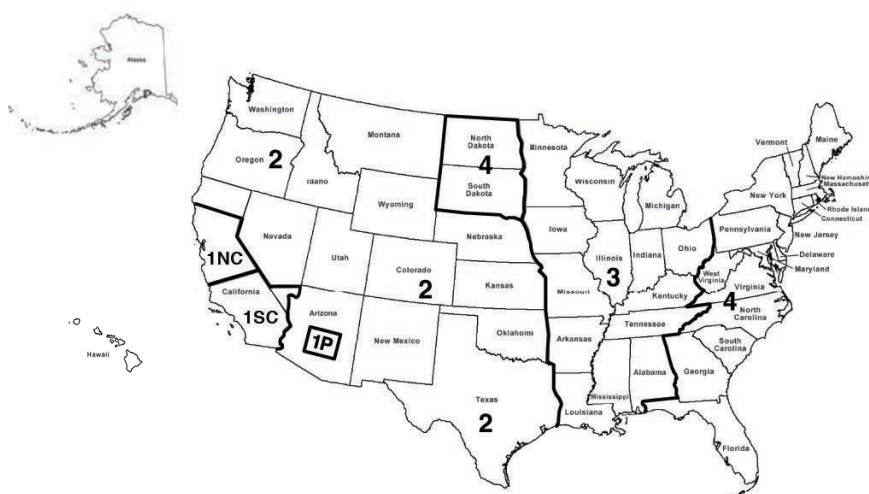 Alaska
Washington
Montana
North
Dakota
Minnesota
Vermont
Maine
Oregon 2
4
New Hampshire
Massachusett
Idaho
South
Dakota
Wisconsin
Michigan
New York
Rhode Island
Connecticut
Wyoming
Nevada
Nebraska
Iowa
Pennsylvania
New Jersey
1NC
Utah
Colorado
2
Illinois
3
Indiana
Ohio
Delaware
Maryland
West
Virginia
Virginia
California
1SC
Kansas
Missouri
Kentucky
4
North
Carolina
Arizona
1P
New Mexico
Oklahoma
Arkansas
Tennessee
South
Carolina
Hawaii
Mississippi
Alabama
Georgia
Texas
2
Louisiana
Florida